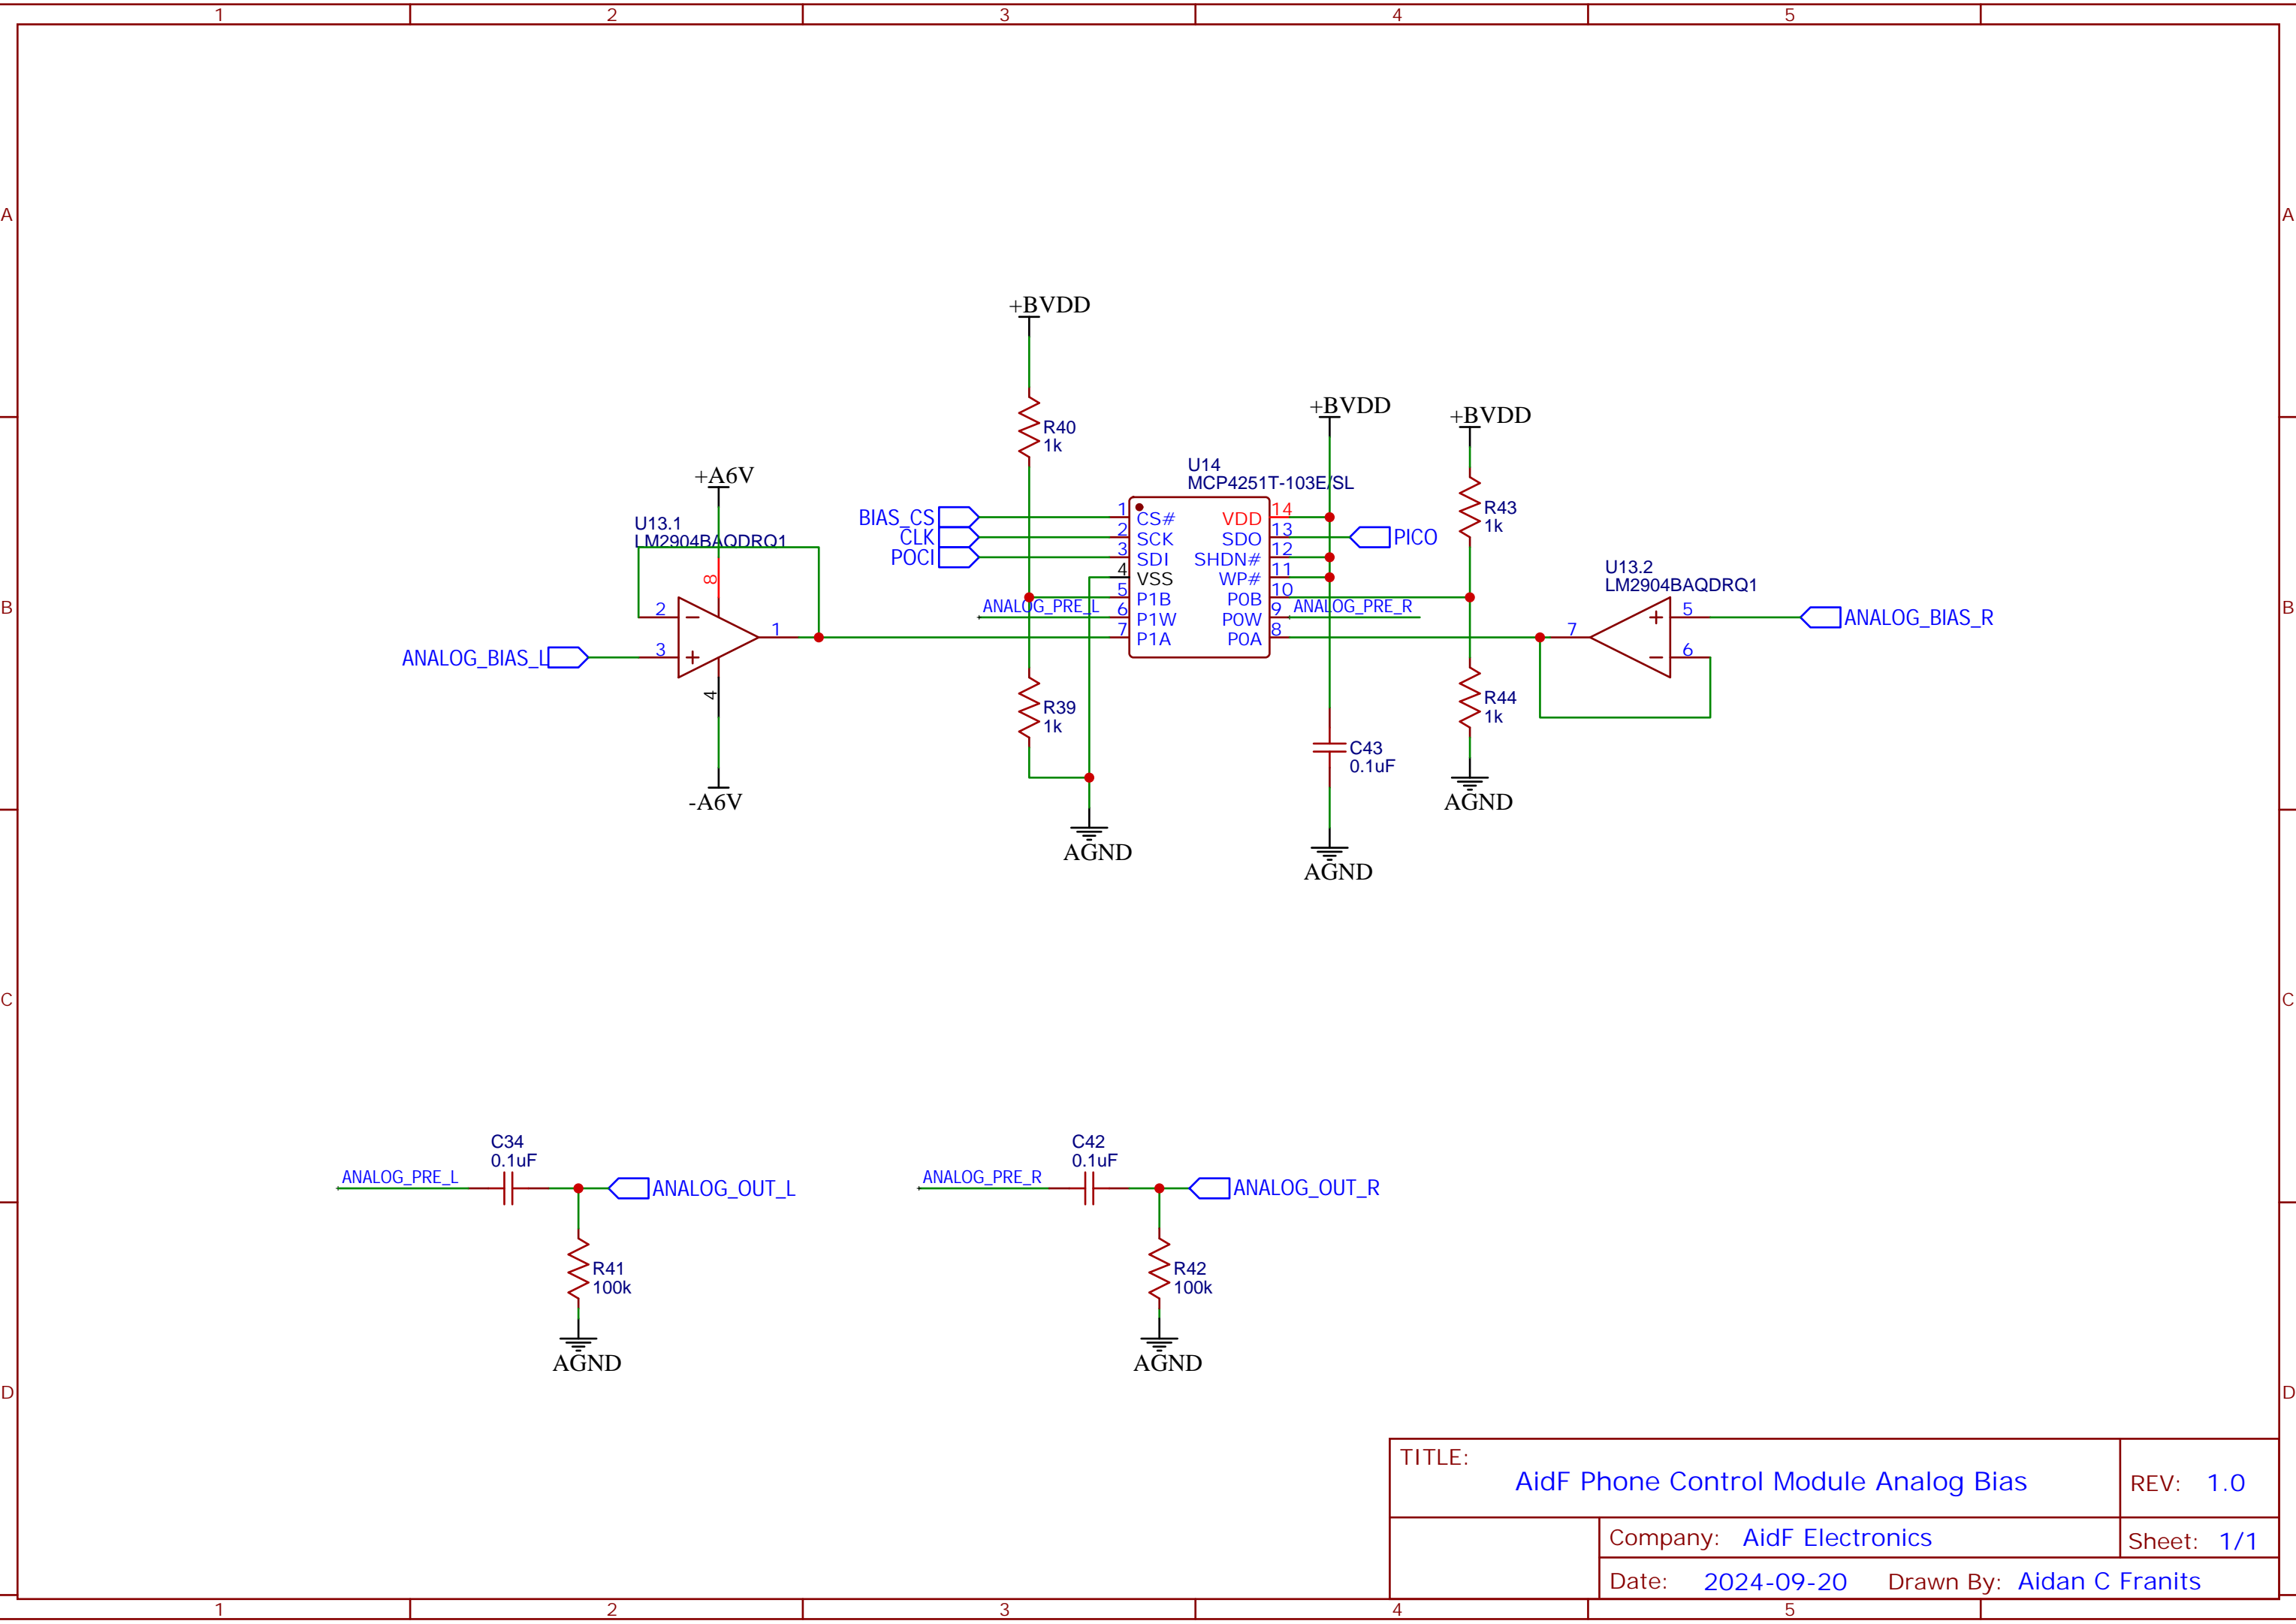 1 2 3 4 5
A A
+BVDD
+BVDD
+BVDD
R40
1k
+A6V
U14
MCP4251T-103E/SL
R43
1k
U13.1
LM2904BAQDRQ1
BIAS_CS
CLK
POCI
1 CS#
2 SCK
3 SDI
4 VSS
5 P1B
6 P1W
7 P1A
VDD 14
SDO 13
SHDN# 12
WP# 11
P0B 10
P0W 9
P0A 8
PICO
ANALOG_PRE_L
ANALOG_PRE_R
U13.2
LM2904BAQDRQ1
8
2
1
3
4
ANALOG_BIAS_L
5
7
6
ANALOG_BIAS_R
B B
R39
1k
R44
1k
C43
0.1uF
-A6V
AGND
AGND
AGND
C C
C34
0.1uF
ANALOG_PRE_L
ANALOG_OUT_L
R41
100k
AGND
C42
0.1uF
ANALOG_PRE_R
ANALOG_OUT_R
R42
100k
AGND
D D
TITLE:
AidF Phone Control Module Analog Bias
REV: 1.0
Company: AidF Electronics
Sheet: 1/1
Date: 2024-09-20 Drawn By: Aidan C Franits
1 2 3 4 5